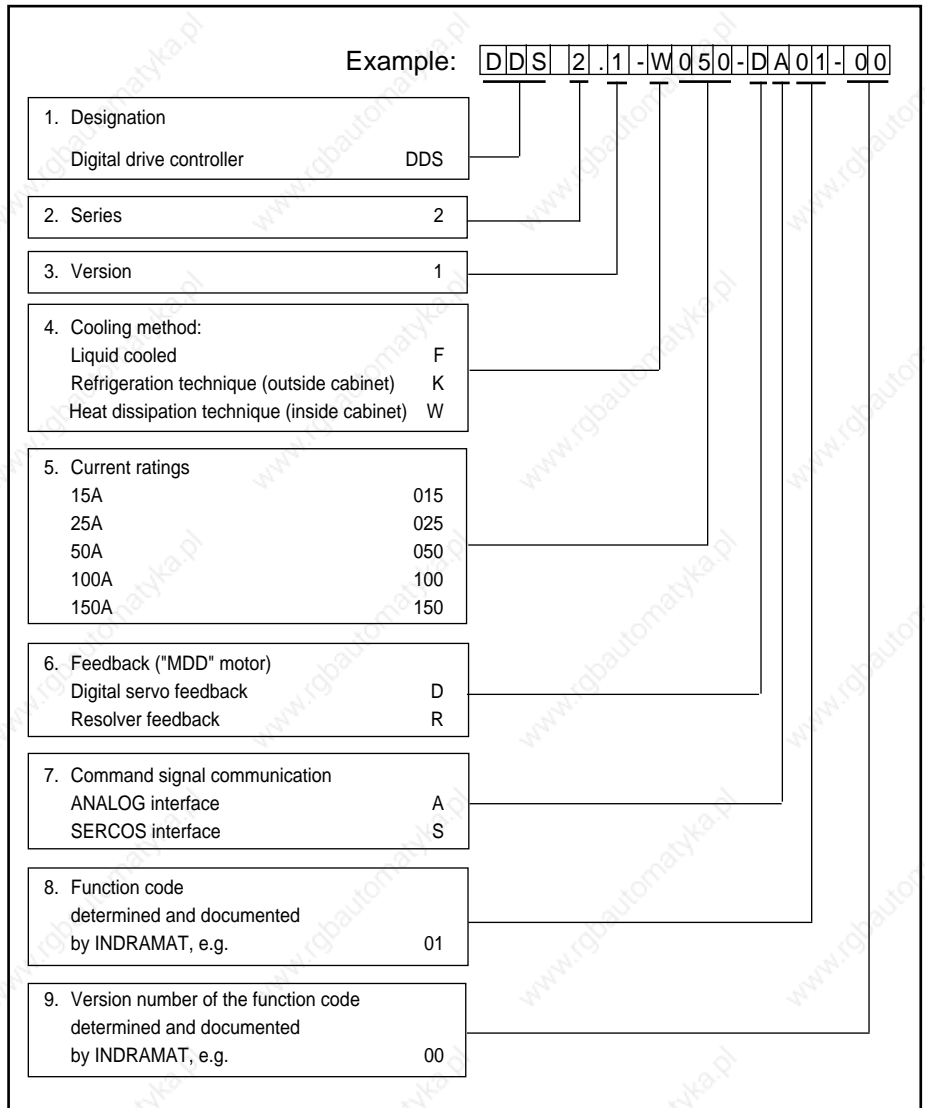 Example: DDS 2.1-W050-DA01-00
1. Designation
Digital drive controller DDS
2. Series 2
3. Version 1
4. Cooling method:
Liquid cooled F
Refrigeration technique (outside cabinet) K
Heat dissipation technique (inside cabinet) W
5. Current ratings
15A 015
25A 025
50A 050
100A 100
150A 150
6. Feedback ("MDD" motor)
Digital servo feedback D
Resolver feedback R
7. Command signal communication
ANALOG interface A
SERCOS interface S
8. Function code
determined and documented
by INDRAMAT, e.g. 01
9. Version number of the function code
determined and documented
by INDRAMAT, e.g. 00
www.rgbautomatyka.pl